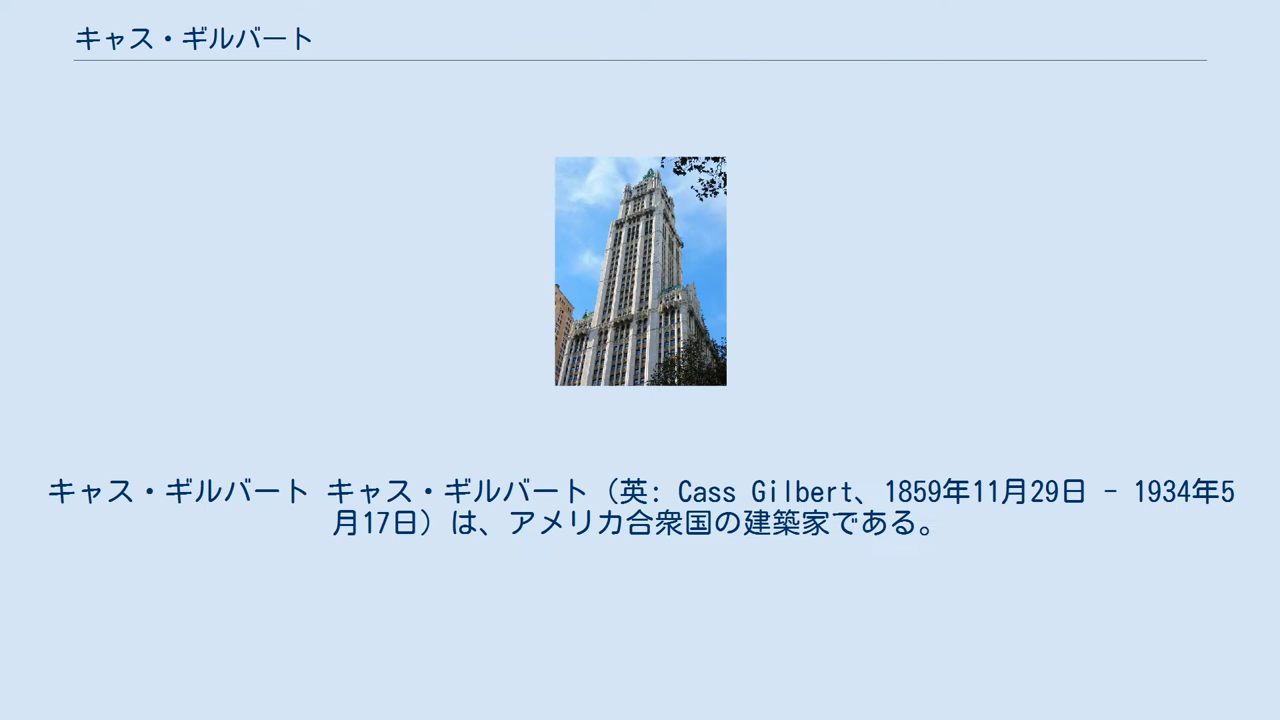 キャス・ギルバート
キャス・ギルバート キャス・ギルバート（英: Cass Gilbert、1859年11月29日 - 1934年5
月17日）は、アメリカ合衆国の建築家である。